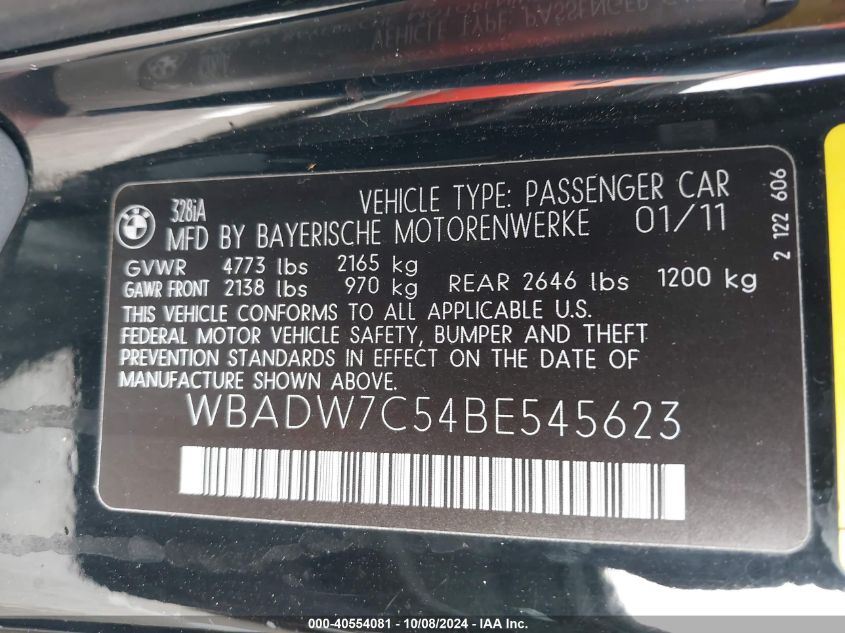 328iA VEHICLE TYPE: PASSENGER CAR
MFD BY BAYERISCHE MOTORENWERKE 01/11
GVWR 4773 lbs 2165 kg
GAWR FRONT 2138 lbs 970 kg REAR 2646 lbs 1200 kg
THIS VEHICLE CONFORMS TO ALL APPLICABLE U.S.
FEDERAL MOTOR VEHICLE SAFETY, BUMPER AND THEFT
PREVENTION STANDARDS IN EFFECT ON THE DATE OF
MANUFACTURE SHOWN ABOVE.
WBADW7C54BE545623
2 122 606
000-40554081 - 10/08/2024 - IAAI Inc.